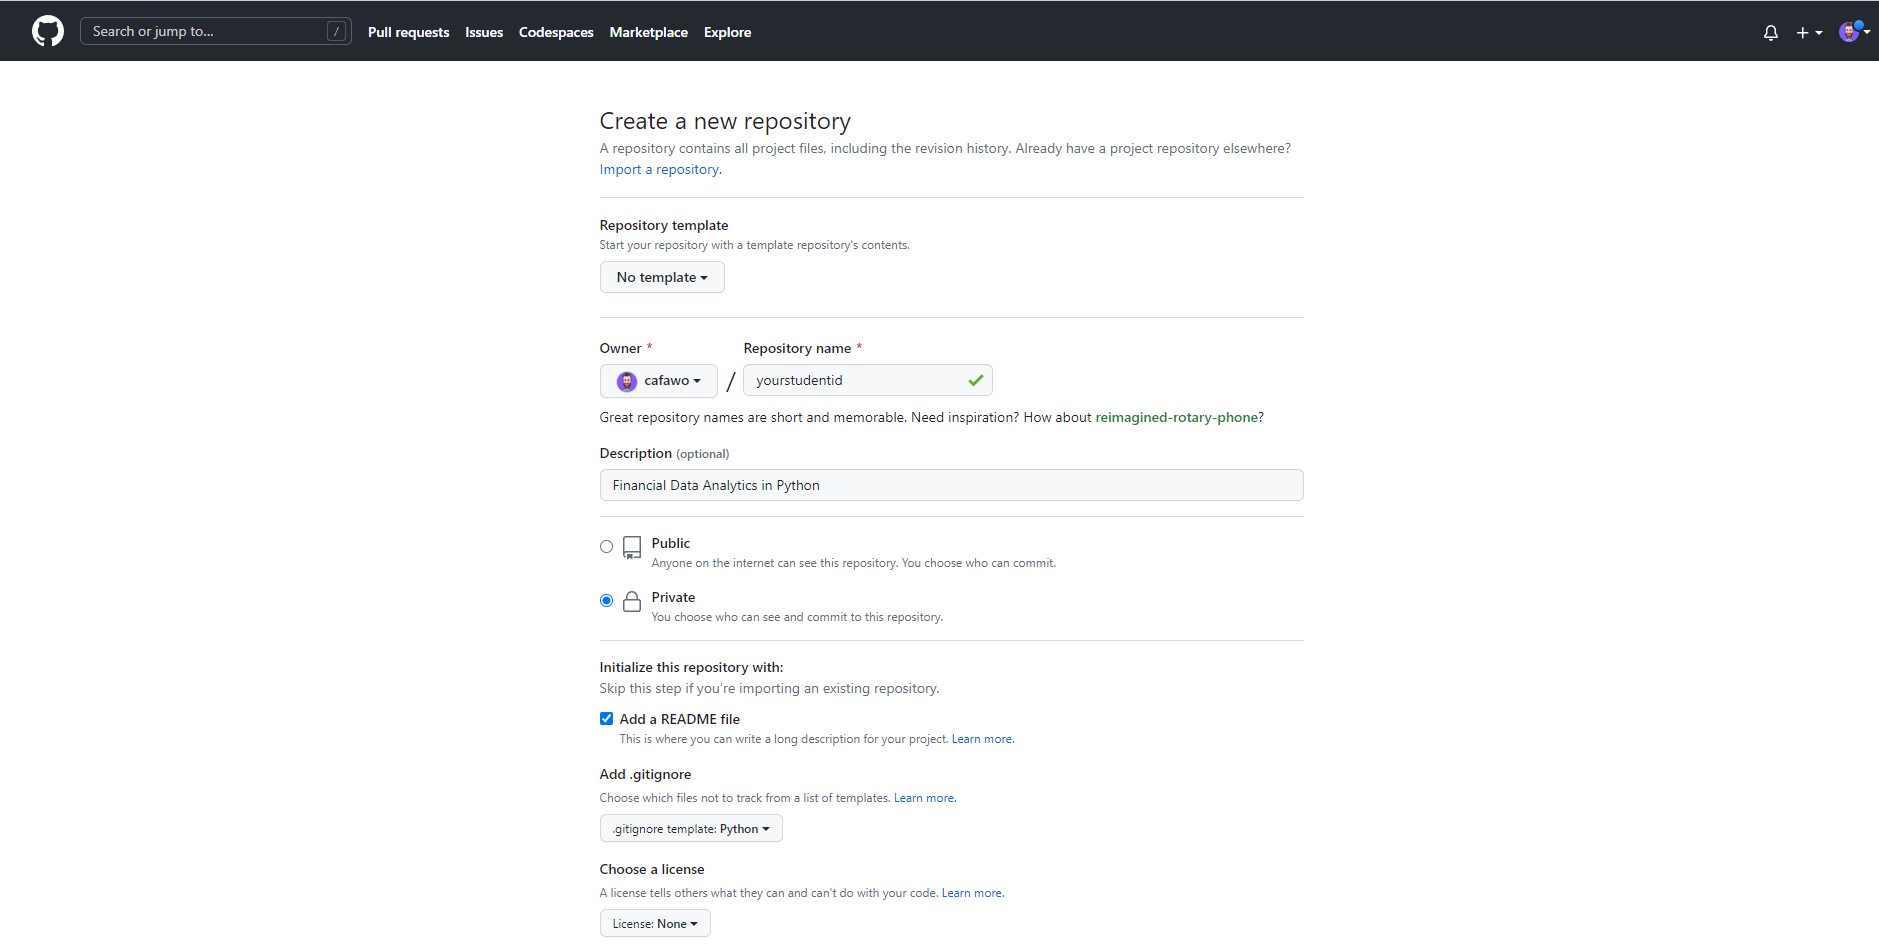 Search or jump to... / Pull requests Issues Codespaces Marketplace Explore
Create a new repository
A repository contains all project files, including the revision history. Already have a project repository elsewhere?
Import a repository.
Repository template
Start your repository with a template repository's contents.
No template
Owner * Repository name *
cafawo / yourstudentid
Great repository names are short and memorable. Need inspiration? How about reimagined-rotary-phone?
Description (optional)
Financial Data Analytics in Python
Public
Anyone on the internet can see this repository. You choose who can commit.
Private
You choose who can see and commit to this repository.
Initialize this repository with:
Skip this step if you're importing an existing repository.
Add a README file
This is where you can write a long description for your project. Learn more.
Add .gitignore
Choose which files not to track from a list of templates. Learn more.
.gitignore template: Python
Choose a license
A license tells others what they can and can't do with your code. Learn more.
License: None